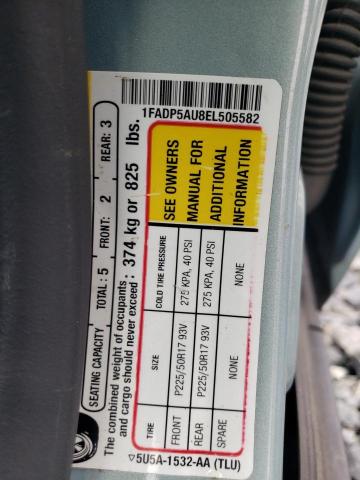 1FADP5AU8EL505582
SEATING CAPACITY TOTAL: 5 FRONT: 2 REAR: 3
The combined weight of occupants
and cargo should never exceed: 374 kg or 825 lbs.
TIRE SIZE COLD TIRE PRESSURE SEE OWNERS
FRONT P225/50R17 93V 275 KPA, 40 PSI MANUAL FOR
REAR P225/50R17 93V 275 KPA, 40 PSI ADDITIONAL
SPARE NONE NONE INFORMATION
▽5U5A-1532-AA (TLU)